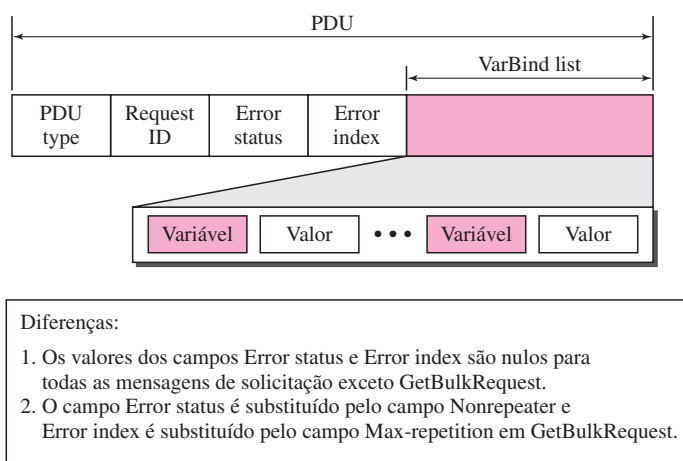 PDU
VarBind list
PDU type
Request ID
Error status
Error index
Variável Valor ••• Variável Valor
Diferenças:
1. Os valores dos campos Error status e Error index são nulos para
todas as mensagens de solicitação exceto GetBulkRequest.
2. O campo Error status é substituído pelo campo Nonrepeater e
Error index é substituído pelo campo Max-repetition em GetBulkRequest.